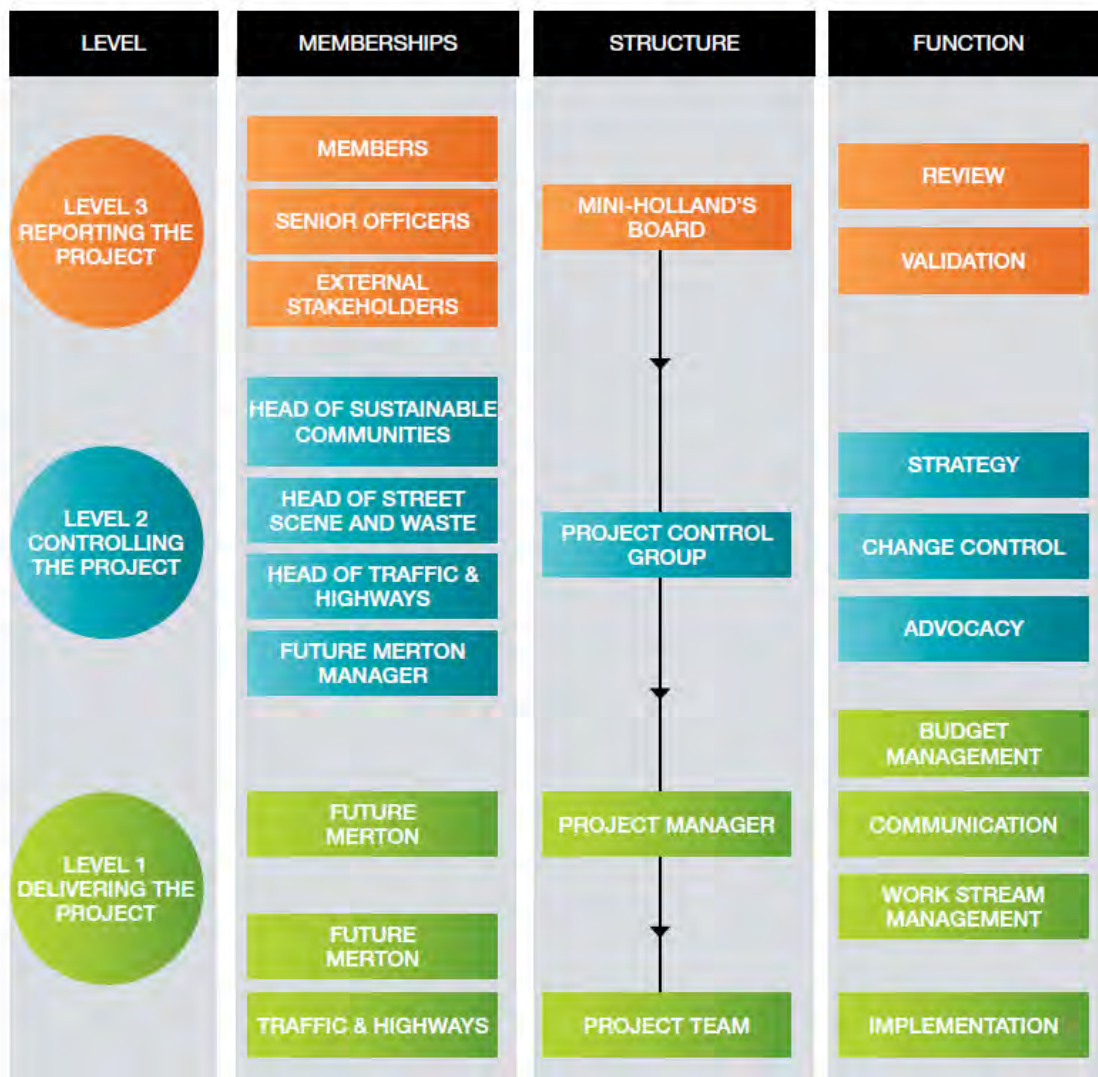 LEVEL
MEMBERSHIPS
STRUCTURE
FUNCTION
LEVEL 3
REPORTING THE
PROJECT
MEMBERS
SENIOR OFFICERS
EXTERNAL
STAKEHOLDERS
MINI-HOLLAND'S
BOARD
REVIEW
VALIDATION
LEVEL 2
CONTROLLING
THE PROJECT
HEAD OF SUSTAINABLE
COMMUNITIES
HEAD OF STREET
SCENE AND WASTE
HEAD OF TRAFFIC &
HIGHWAYS
FUTURE MERTON
MANAGER
PROJECT CONTROL
GROUP
STRATEGY
CHANGE CONTROL
ADVOCACY
LEVEL 1
DELIVERING THE
PROJECT
FUTURE
MERTON
FUTURE
MERTON
TRAFFIC & HIGHWAYS
PROJECT MANAGER
PROJECT TEAM
BUDGET
MANAGEMENT
COMMUNICATION
WORK STREAM
MANAGEMENT
IMPLEMENTATION